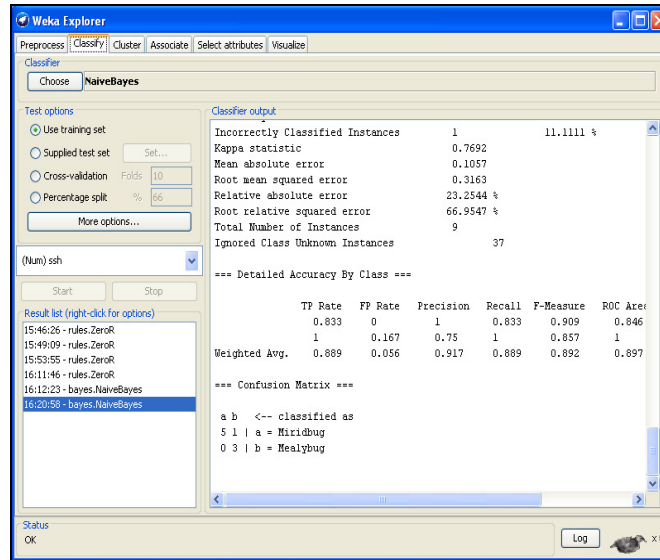 Weka Explorer
Preprocess Classify Cluster Associate Select attributes Visualize
Classifier
Choose NaiveBayes
Test options
Use training set
Supplied test set Set...
Cross-validation Folds 10
Percentage split % 66
More options...
(Num) ssh
Start Stop
Result list (right-click for options)
15:46:26 - rules.ZeroR
15:49:09 - rules.ZeroR
15:53:55 - rules.ZeroR
16:11:46 - rules.ZeroR
16:12:23 - bayes.NaiveBayes
16:20:58 - bayes.NaiveBayes
Classifier output
Incorrectly Classified Instances 1 11.1111 %
Kappa statistic 0.7692
Mean absolute error 0.1057
Root mean squared error 0.3163
Relative absolute error 23.2544 %
Root relative squared error 66.9547 %
Total Number of Instances 9
Ignored Class Unknown Instances 37
=== Detailed Accuracy By Class ===
TP Rate FP Rate Precision Recall F-Measure ROC Area
0.833 0 1 0.833 0.909 0.846
1 0.167 0.75 1 0.857 1
Weighted Avg. 0.889 0.056 0.917 0.889 0.892 0.897
=== Confusion Matrix ===
a b <-- classified as
5 1 | a = Miridbug
0 3 | b = Mealybug
Status
OK
Log
x